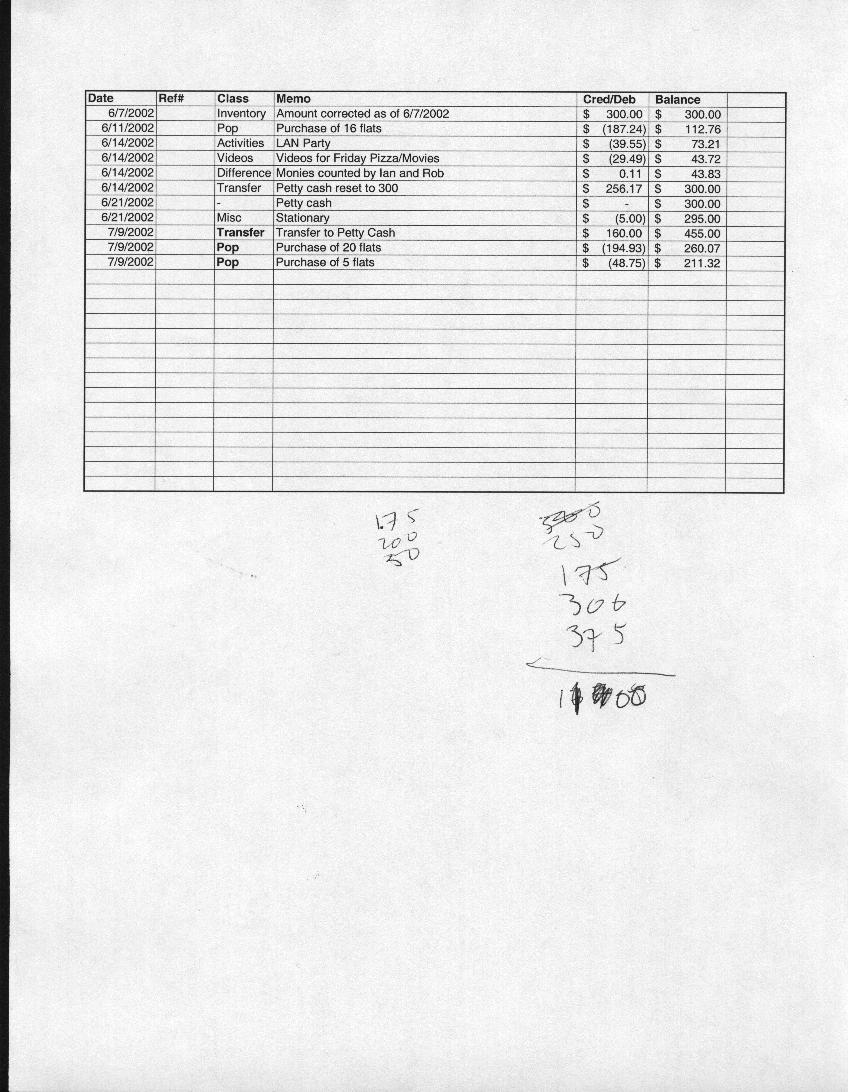 Date Ref# Class Memo Cred/Deb Balance
6/7/2002 Inventory Amount corrected as of 6/7/2002 $ 300.00 $ 300.00
6/11/2002 Pop Purchase of 16 flats $ (187.24) $ 112.76
6/14/2002 Activities LAN Party $ (39.55) $ 73.21
6/14/2002 Videos Videos for Friday Pizza/Movies $ (29.49) $ 43.72
6/14/2002 Difference Monies counted by Ian and Rob $ 0.11 $ 43.83
6/14/2002 Transfer Petty cash reset to 300 $ 256.17 $ 300.00
6/21/2002 - Petty cash $ - $ 300.00
6/21/2002 Misc Stationary $ (5.00) $ 295.00
7/9/2002 Transfer Transfer to Petty Cash $ 160.00 $ 455.00
7/9/2002 Pop Purchase of 20 flats $ (194.93) $ 260.07
7/9/2002 Pop Purchase of 5 flats $ (48.75) $ 211.32
1.75
200 250
50
175
300
375